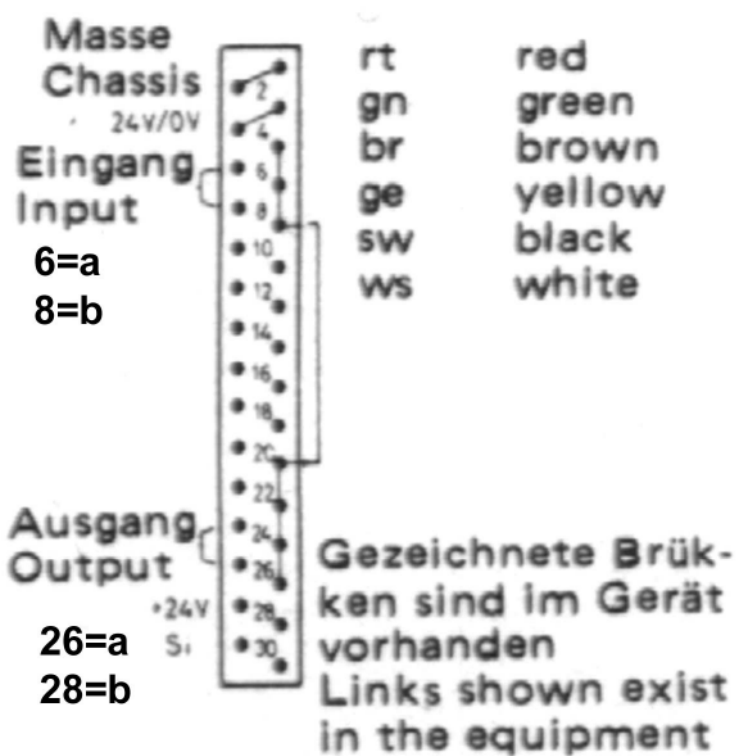 Masse
Chassis
24V/0V
Eingang
Input
6=a
8=b
2
4
6
8
10
12
14
16
18
20
22
24
26
28
30
Ausgang
Output
+24V
26=a Si
28=b
rt red
gn green
br brown
ge yellow
sw black
ws white
Gezeichnete Brük-
ken sind im Gerät
vorhanden
Links shown exist
in the equipment